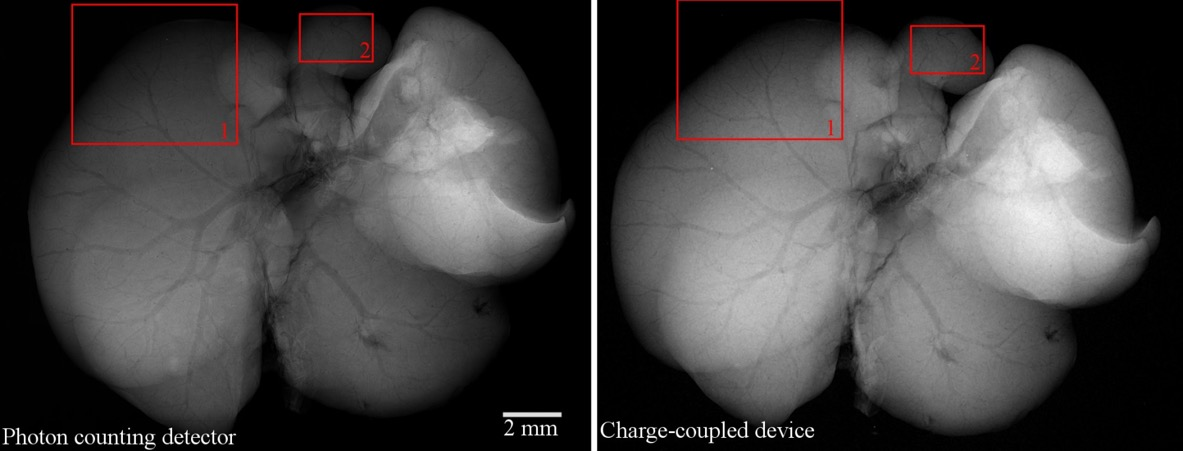 1
2
1
2
2 mm
Photon counting detector
Charge-coupled device